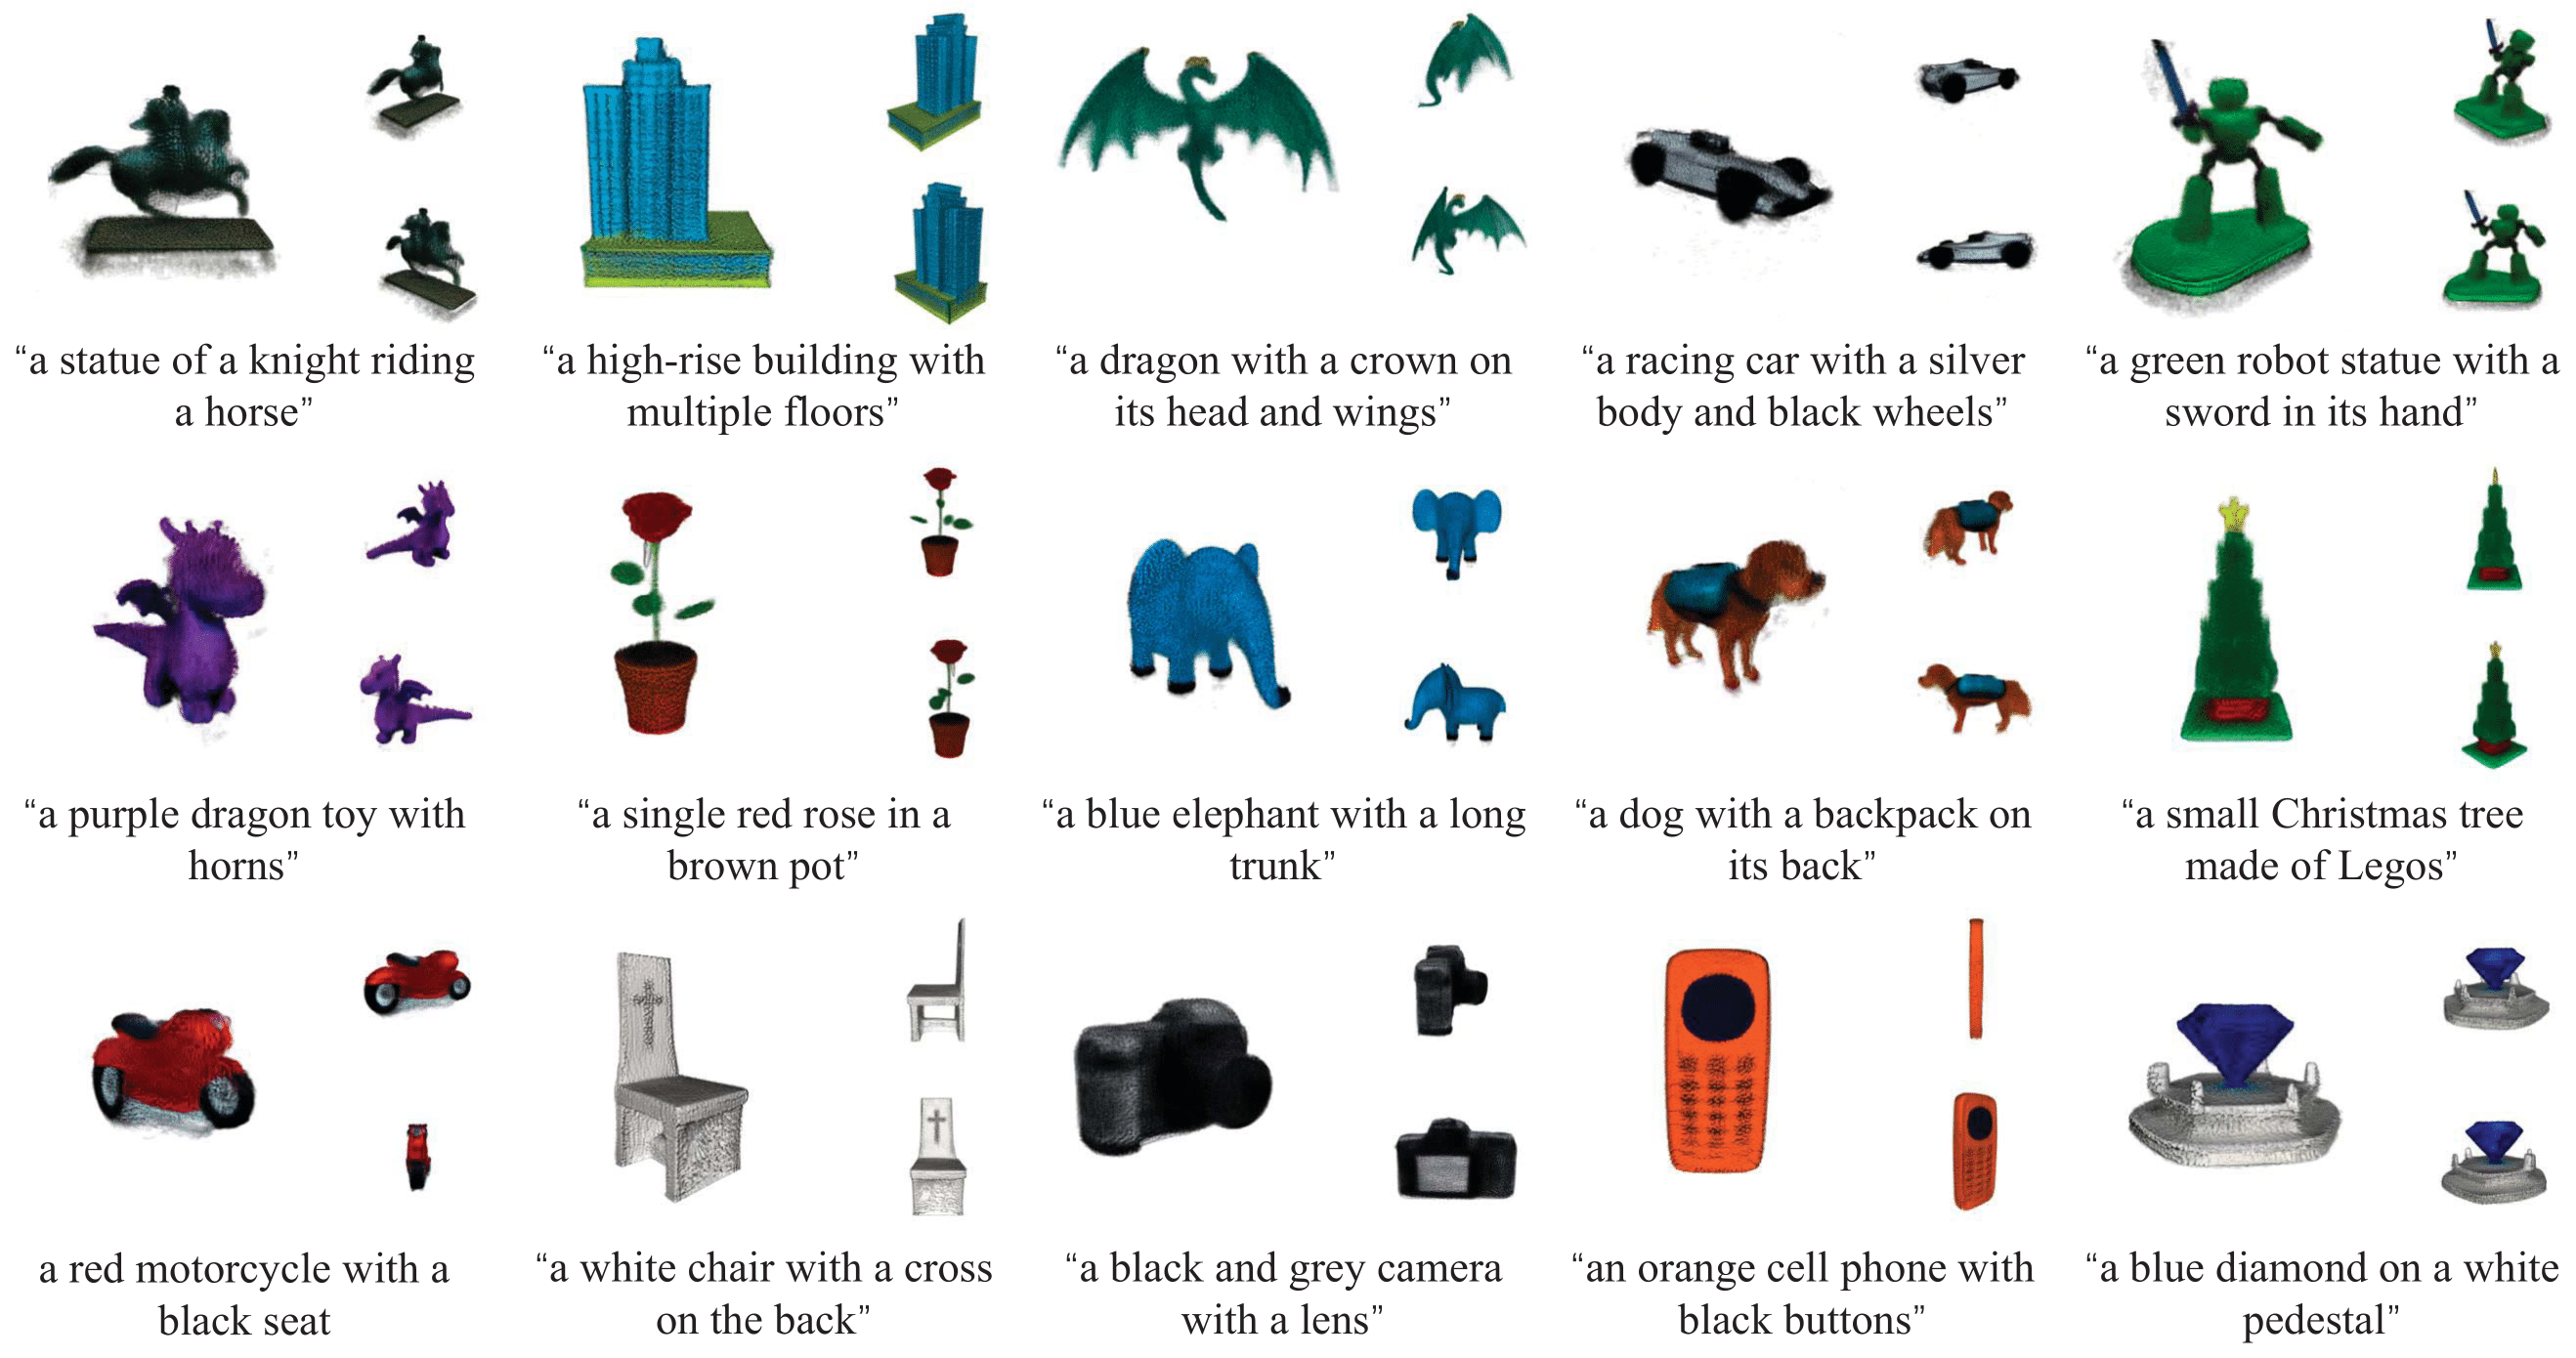 “a statue of a knight riding
a horse”
“a high-rise building with
multiple floors”
“a dragon with a crown on
its head and wings”
“a racing car with a silver
body and black wheels”
“a green robot statue with a
sword in its hand”
“a purple dragon toy with
horns”
“a single red rose in a
brown pot”
“a blue elephant with a long
trunk”
“a dog with a backpack on
its back”
“a small Christmas tree
made of Legos”
a red motorcycle with a
black seat
“a white chair with a cross
on the back”
“a black and grey camera
with a lens”
“an orange cell phone with
black buttons”
“a blue diamond on a white
pedestal”